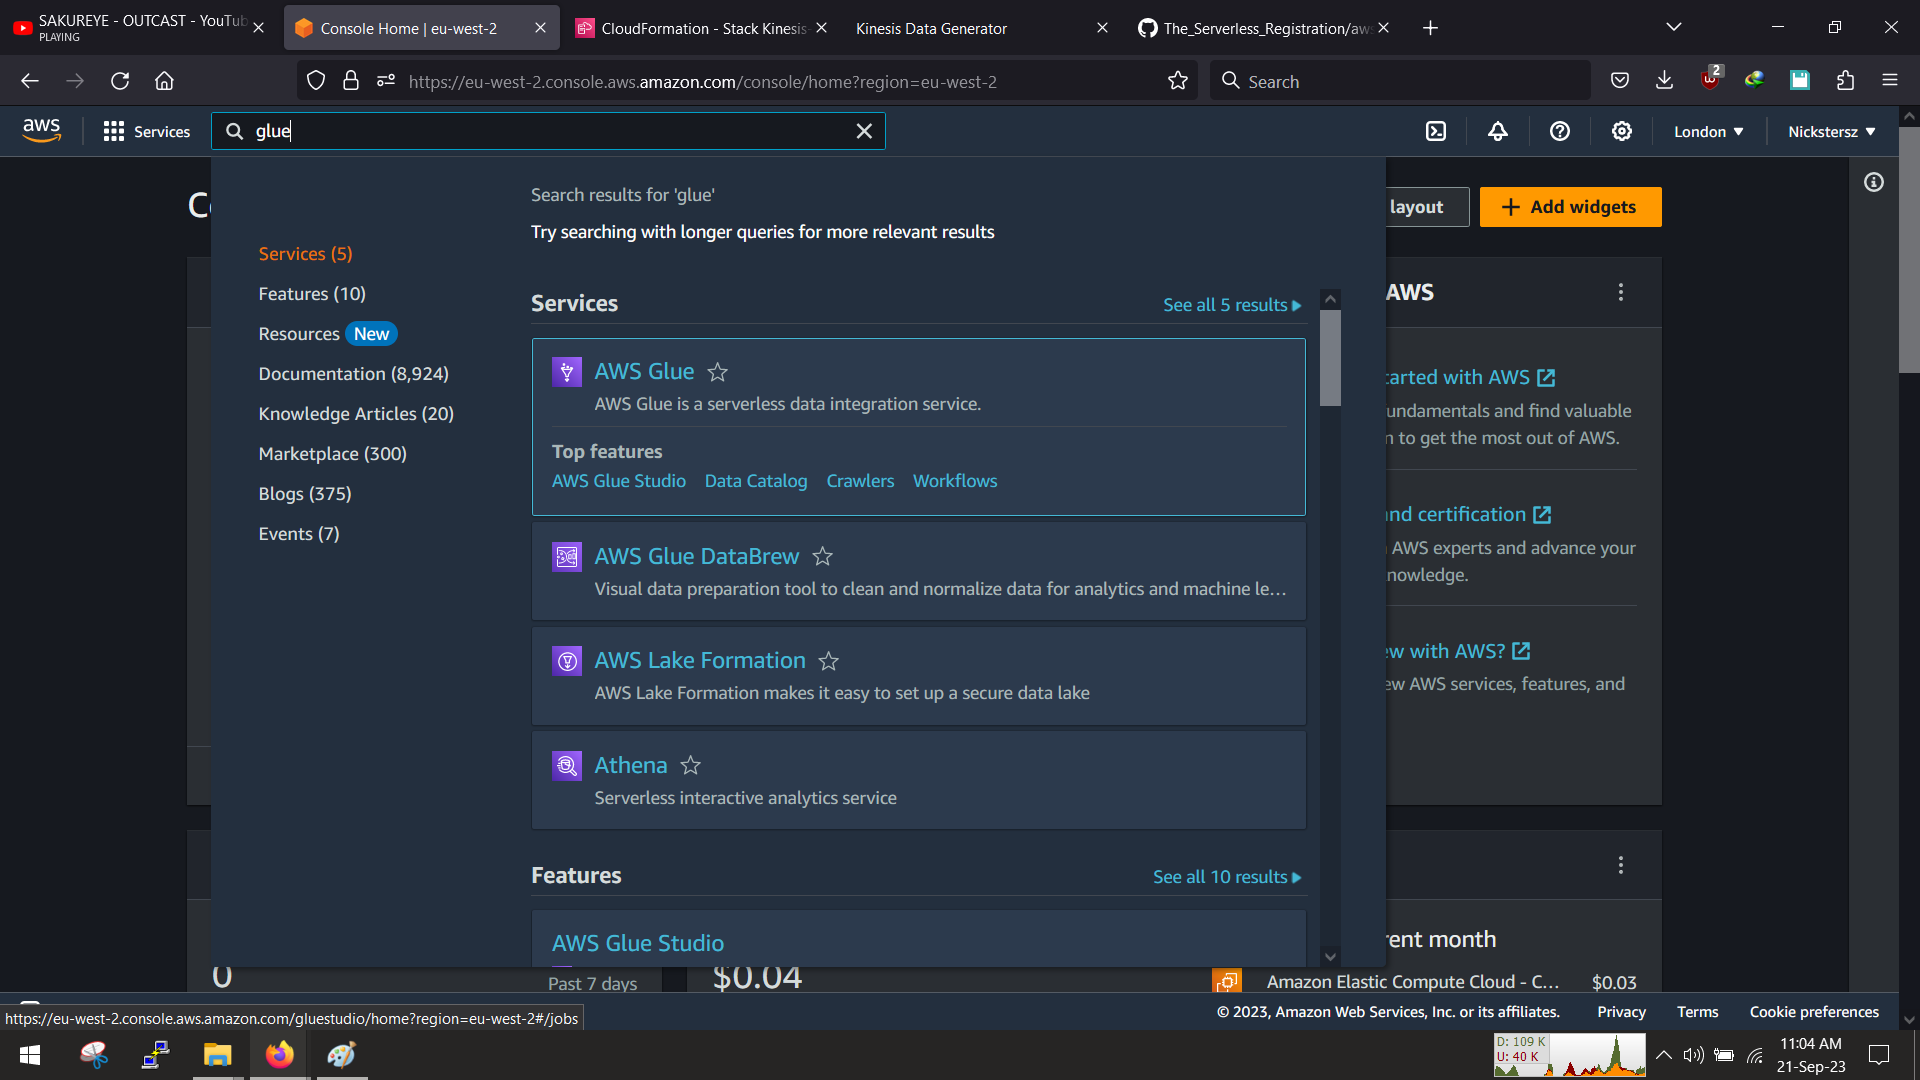 SAKUREYE - OUTCAST - YouTub
PLAYING
Console Home | eu-west-2
CloudFormation - Stack Kinesis-
Kinesis Data Generator
The_Serverless_Registration/aws
https://eu-west-2.console.aws.amazon.com/console/home?region=eu-west-2
Search
2
aws
Services
glue
London
Nickstersz
Search results for 'glue'
Try searching with longer queries for more relevant results
layout
Add widgets
Services (5)
Features (10)
Resources New
Documentation (8,924)
Knowledge Articles (20)
Marketplace (300)
Blogs (375)
Events (7)
Services
See all 5 results
AWS Glue
AWS Glue is a serverless data integration service.
Top features
AWS Glue Studio Data Catalog Crawlers Workflows
AWS Glue DataBrew
Visual data preparation tool to clean and normalize data for analytics and machine le...
AWS Lake Formation
AWS Lake Formation makes it easy to set up a secure data lake
Athena
Serverless interactive analytics service
Features
See all 10 results
AWS Glue Studio
AWS
tarted with AWS
undamentals and find valuable
n to get the most out of AWS.
nd certification
AWS experts and advance your
nowledge.
ew with AWS?
ew AWS services, features, and
rent month
0
Past 7 days
$0.04
Amazon Elastic Compute Cloud - C...
$0.03
https://eu-west-2.console.aws.amazon.com/gluestudio/home?region=eu-west-2#/jobs
© 2023, Amazon Web Services, Inc. or its affiliates.
Privacy
Terms
Cookie preferences
D: 109 K
U: 40 K
11:04 AM
21-Sep-23